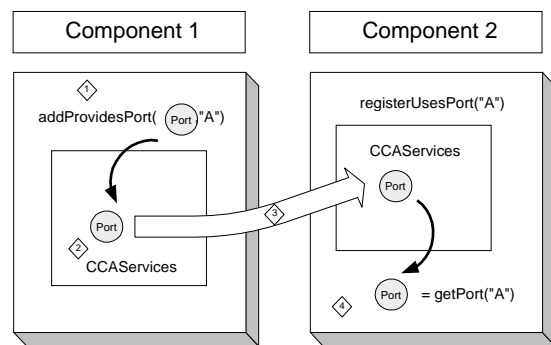 Component 1
Component 2
1
addProvidesPort( Port ,"A")
registerUsesPort("A")
CCAServices
Port
Port
3
2
CCAServices
4
Port = getPort("A")